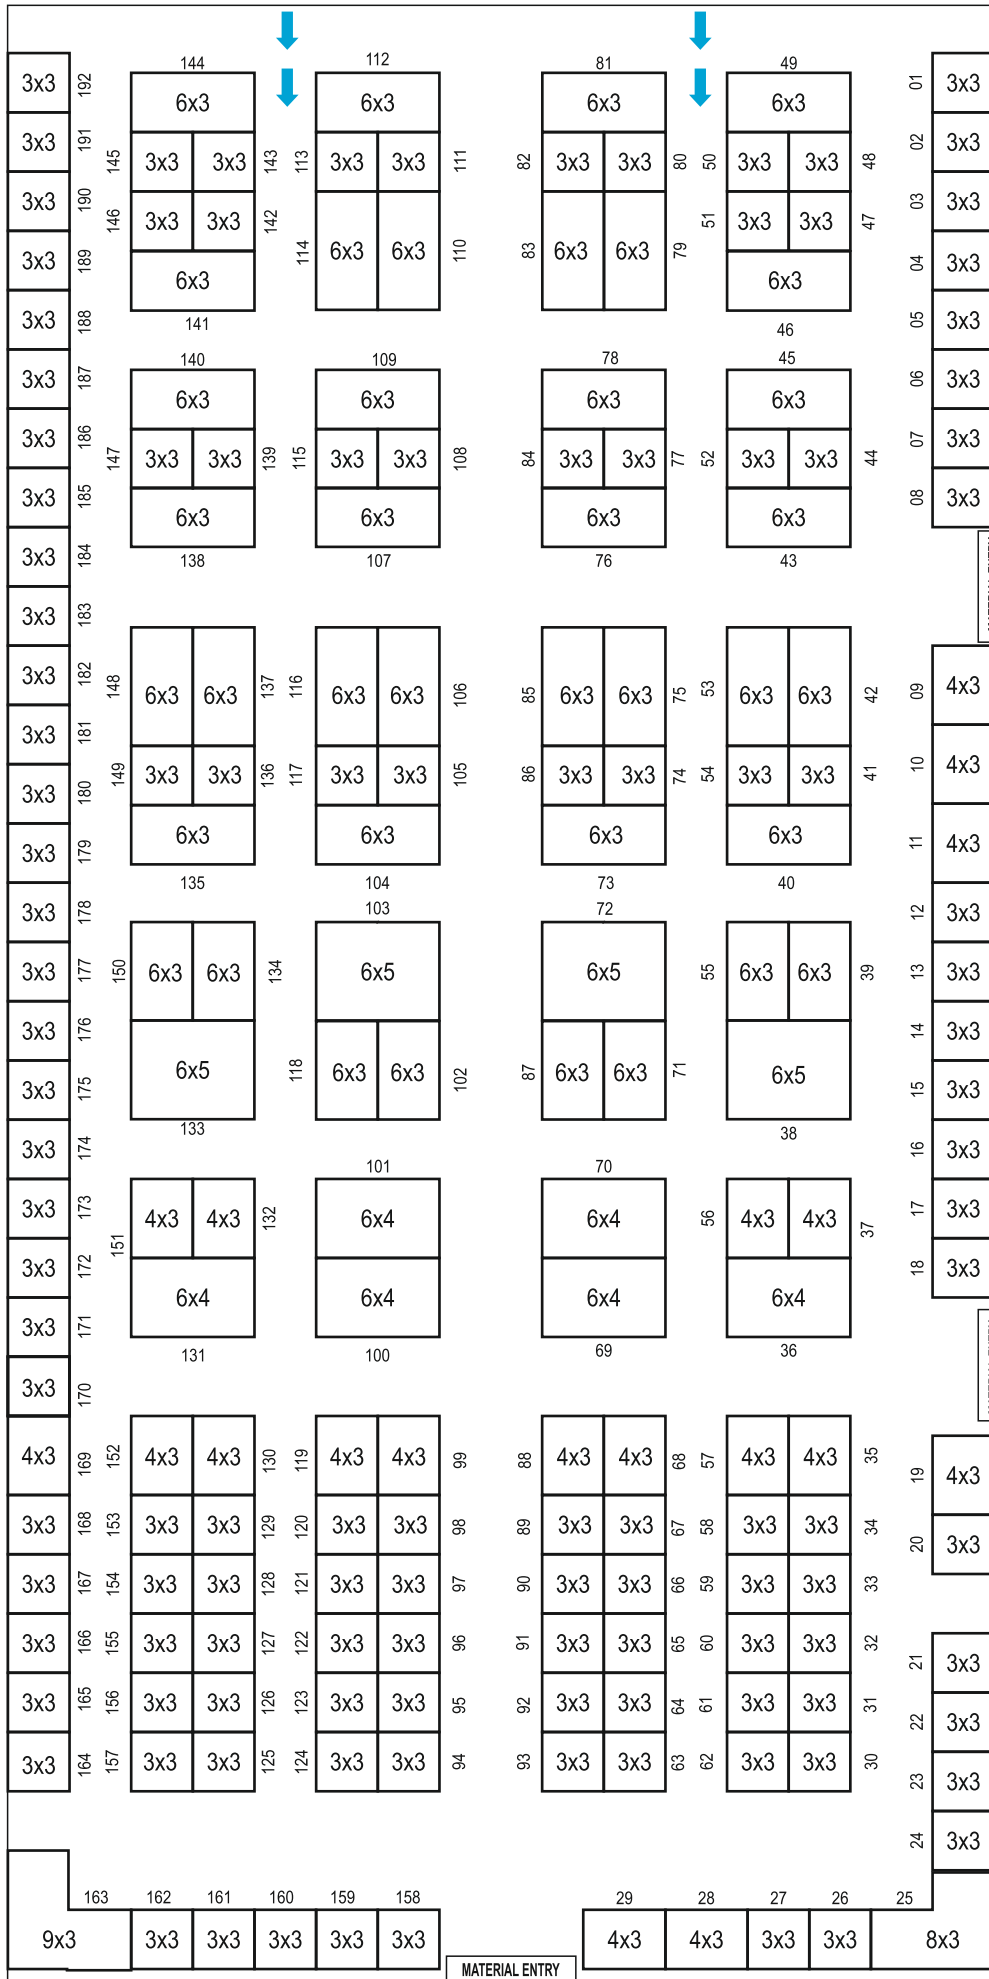 144 112 81 49
3x3 192 6x3 6x3 6x3 6x3 01 3x3
3x3 191 145 3x3 3x3 143 113 3x3 3x3 111 82 3x3 3x3 80 50 3x3 3x3 48 02 3x3
3x3 190 146 3x3 3x3 142 114 6x3 6x3 110 83 6x3 6x3 79 51 3x3 3x3 47 03 3x3
3x3 189 6x3 6x3 04 3x3
3x3 188 141 46 05 3x3
140 109 78 45
3x3 187 6x3 6x3 6x3 6x3 06 3x3
3x3 186 147 3x3 3x3 139 115 3x3 3x3 108 84 3x3 3x3 77 52 3x3 3x3 44 07 3x3
3x3 185 6x3 6x3 6x3 6x3 08 3x3
3x3 184 138 107 76 43
3x3 183
3x3 182 148 6x3 6x3 137 116 6x3 6x3 106 85 6x3 6x3 75 53 6x3 6x3 42 09 4x3
3x3 181
3x3 180 149 3x3 3x3 136 117 3x3 3x3 105 86 3x3 3x3 74 54 3x3 3x3 41 10 4x3
3x3 179 6x3 6x3 6x3 6x3 11 4x3
135 104 73 40
3x3 178 103 72 12 3x3
3x3 177 150 6x3 6x3 134 6x5 6x5 55 6x3 6x3 39 13 3x3
3x3 176 14 3x3
3x3 175 6x5 118 6x3 6x3 102 87 6x3 6x3 71 6x5 15 3x3
3x3 174 133 38 16 3x3
101 70
3x3 173 151 4x3 4x3 132 6x4 6x4 56 4x3 4x3 37 17 3x3
3x3 172 18 3x3
3x3 171 6x4 6x4 6x4 6x4
131 100 69 36
3x3 170
4x3 169 152 4x3 4x3 130 119 4x3 4x3 99 88 4x3 4x3 68 57 4x3 4x3 35 19 4x3
3x3 168 153 3x3 3x3 129 120 3x3 3x3 98 89 3x3 3x3 67 58 3x3 3x3 34 20 3x3
3x3 167 154 3x3 3x3 128 121 3x3 3x3 97 90 3x3 3x3 66 59 3x3 3x3 33
3x3 166 155 3x3 3x3 127 122 3x3 3x3 96 91 3x3 3x3 65 60 3x3 3x3 32 21 3x3
3x3 165 156 3x3 3x3 126 123 3x3 3x3 95 92 3x3 3x3 64 61 3x3 3x3 31 22 3x3
3x3 164 157 3x3 3x3 125 124 3x3 3x3 94 93 3x3 3x3 63 62 3x3 3x3 30 23 3x3
24 3x3
163 162 161 160 159 158 29 28 27 26 25
9x3 3x3 3x3 3x3 3x3 3x3 4x3 4x3 3x3 3x3 8x3
MATERIAL ENTRY